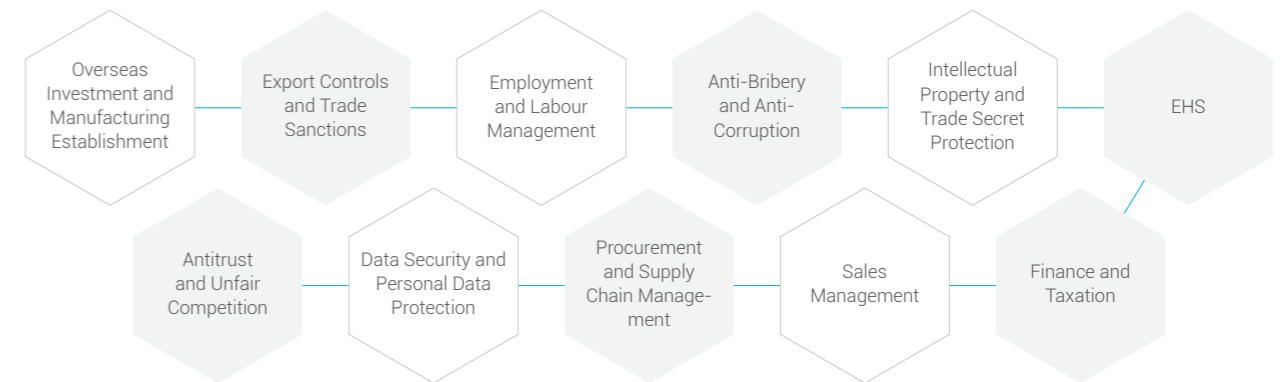 Overseas
Investment and
Manufacturing
Establishment
Export Controls
and Trade
Sanctions
Employment
and Labour
Management
Anti-Bribery
and Anti-
Corruption
Intellectual
Property and
Trade Secret
Protection
EHS
Antitrust
and Unfair
Competition
Data Security and
Personal Data
Protection
Procurement
and Supply
Chain Manage-
ment
Sales
Management
Finance and
Taxation